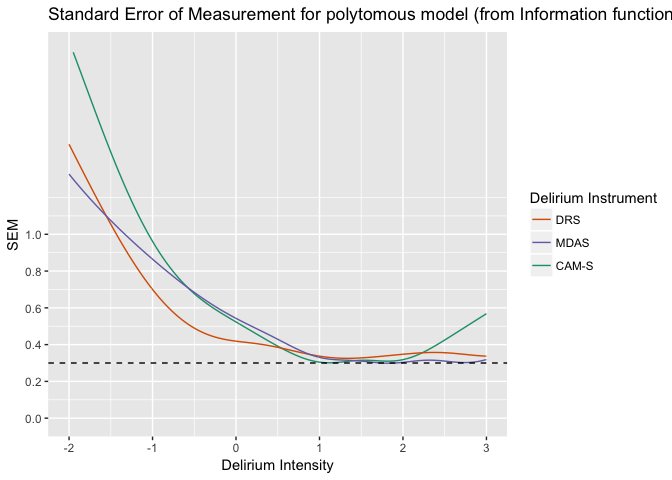 Standard Error of Measurement for polytomous model (from Information function
SEM
1.0
0.8
0.6
0.4
0.2
0.0
-2 -1 0 1 2 3
Delirium Intensity
Delirium Instrument
DRS
MDAS
CAM-S